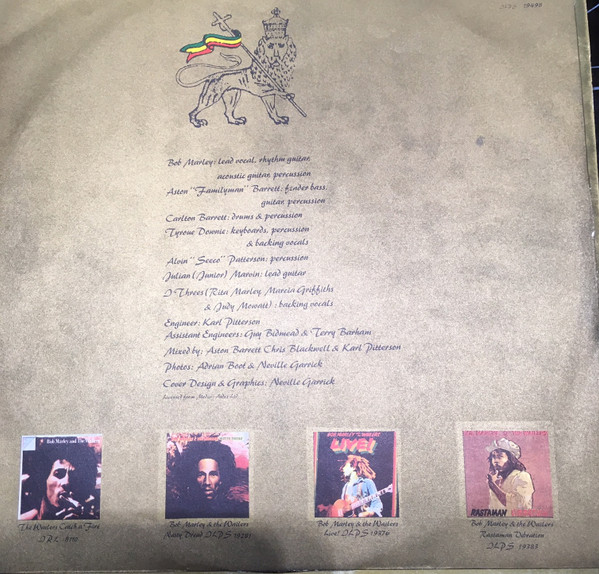 ILPS 19498
Bob Marley: lead vocal, rhythm guitar,
acoustic guitar, percussion
Aston "Familyman" Barrett: fender bass,
guitar, percussion
Carlton Barrett: drums & percussion
Tyrone Downie: keyboards, percussion
& backing vocals
Alvin "Seeco" Patterson: percussion
Julian (Junior) Marvin: lead guitar
I Threes (Rita Marley, Marcia Griffiths
& Judy Mowatt): backing vocals
Engineer: Karl Pitterson
Assistant Engineers: Guy Bidmead & Terry Barham
Mixed by: Aston Barrett Chris Blackwell & Karl Pitterson
Photos: Adrian Boot & Neville Garrick
Cover Design & Graphics: Neville Garrick
Bob Marley and The
LIVE!
RASTAMAN
The Wailers Catch a Fire
Bob Marley & the Wailers
Natty Dread ILPS 19281
Bob Marley & the Wailers
Live! ILPS 19376
Bob Marley & the Wailers
Rastaman Vibration
ILPS 19383